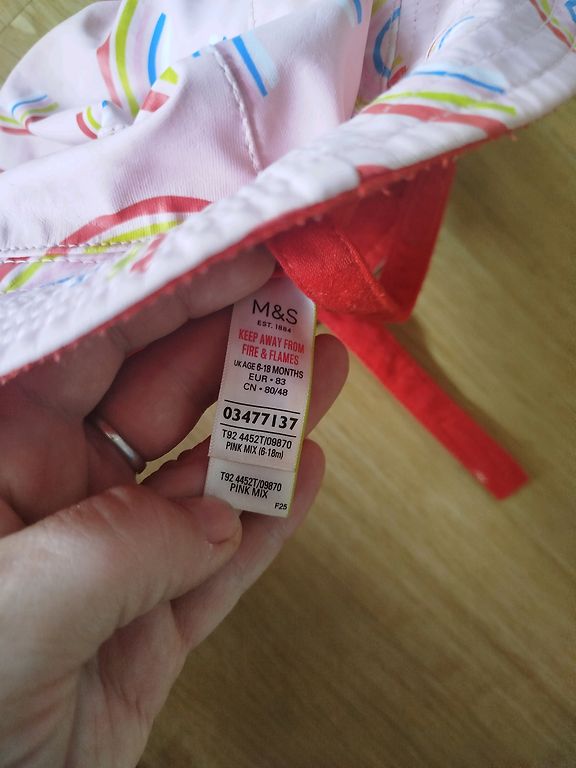 M&S
EST. 1884
KEEP AWAY FROM
FIRE & FLAMES
UK AGE 6-18 MONTHS
EUR • 83
CN • 80/48
03477137
T92 4452T/09870
PINK MIX (6-18m)
T92 4452T/09870
PINK MIX
F25